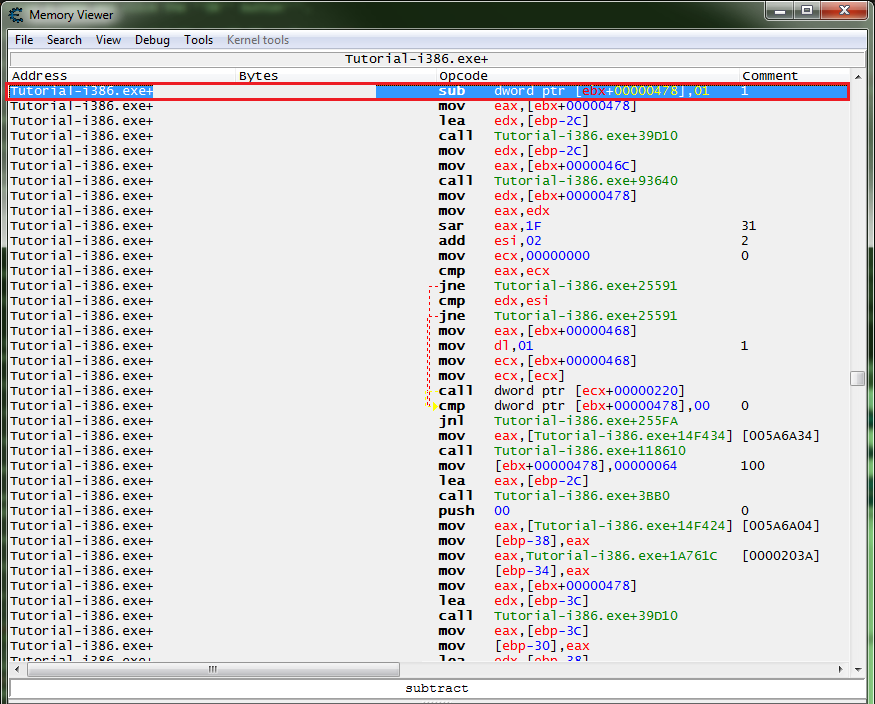 Memory Viewer
File Search View Debug Tools Kernel tools
Tutorial-i386.exe+
Address Bytes Opcode Comment
Tutorial-i386.exe+ sub dword ptr [ebx+00000478],01 1
Tutorial-i386.exe+ mov eax,[ebx+00000478]
Tutorial-i386.exe+ lea edx,[ebp-2C]
Tutorial-i386.exe+ call Tutorial-i386.exe+39D10
Tutorial-i386.exe+ mov edx,[ebp-2C]
Tutorial-i386.exe+ mov eax,[ebx+0000046C]
Tutorial-i386.exe+ call Tutorial-i386.exe+93640
Tutorial-i386.exe+ mov edx,[ebx+00000478]
Tutorial-i386.exe+ mov eax,edx
Tutorial-i386.exe+ sar eax,1F 31
Tutorial-i386.exe+ add esi,02 2
Tutorial-i386.exe+ mov ecx,00000000 0
Tutorial-i386.exe+ cmp eax,ecx
Tutorial-i386.exe+ jne Tutorial-i386.exe+25591
Tutorial-i386.exe+ cmp edx,esi
Tutorial-i386.exe+ jne Tutorial-i386.exe+25591
Tutorial-i386.exe+ mov eax,[ebx+00000468]
Tutorial-i386.exe+ mov dl,01 1
Tutorial-i386.exe+ mov ecx,[ebx+00000468]
Tutorial-i386.exe+ mov ecx,[ecx]
Tutorial-i386.exe+ call dword ptr [ecx+00000220]
Tutorial-i386.exe+ cmp dword ptr [ebx+00000478],00 0
Tutorial-i386.exe+ jnl Tutorial-i386.exe+255FA
Tutorial-i386.exe+ mov eax,[Tutorial-i386.exe+14F434] [005A6A34]
Tutorial-i386.exe+ call Tutorial-i386.exe+118610
Tutorial-i386.exe+ mov [ebx+00000478],00000064 100
Tutorial-i386.exe+ lea eax,[ebp-2C]
Tutorial-i386.exe+ call Tutorial-i386.exe+3BB0
Tutorial-i386.exe+ push 00 0
Tutorial-i386.exe+ mov eax,[Tutorial-i386.exe+14F424] [005A6A04]
Tutorial-i386.exe+ mov [ebp-38],eax
Tutorial-i386.exe+ mov eax,Tutorial-i386.exe+1A761C [0000203A]
Tutorial-i386.exe+ mov [ebp-34],eax
Tutorial-i386.exe+ mov eax,[ebx+00000478]
Tutorial-i386.exe+ lea edx,[ebp-3C]
Tutorial-i386.exe+ call Tutorial-i386.exe+39D10
Tutorial-i386.exe+ mov eax,[ebp-3C]
Tutorial-i386.exe+ mov [ebp-30],eax
Tutorial-i386.exe+ lea edx,[ebp-38]
subtract